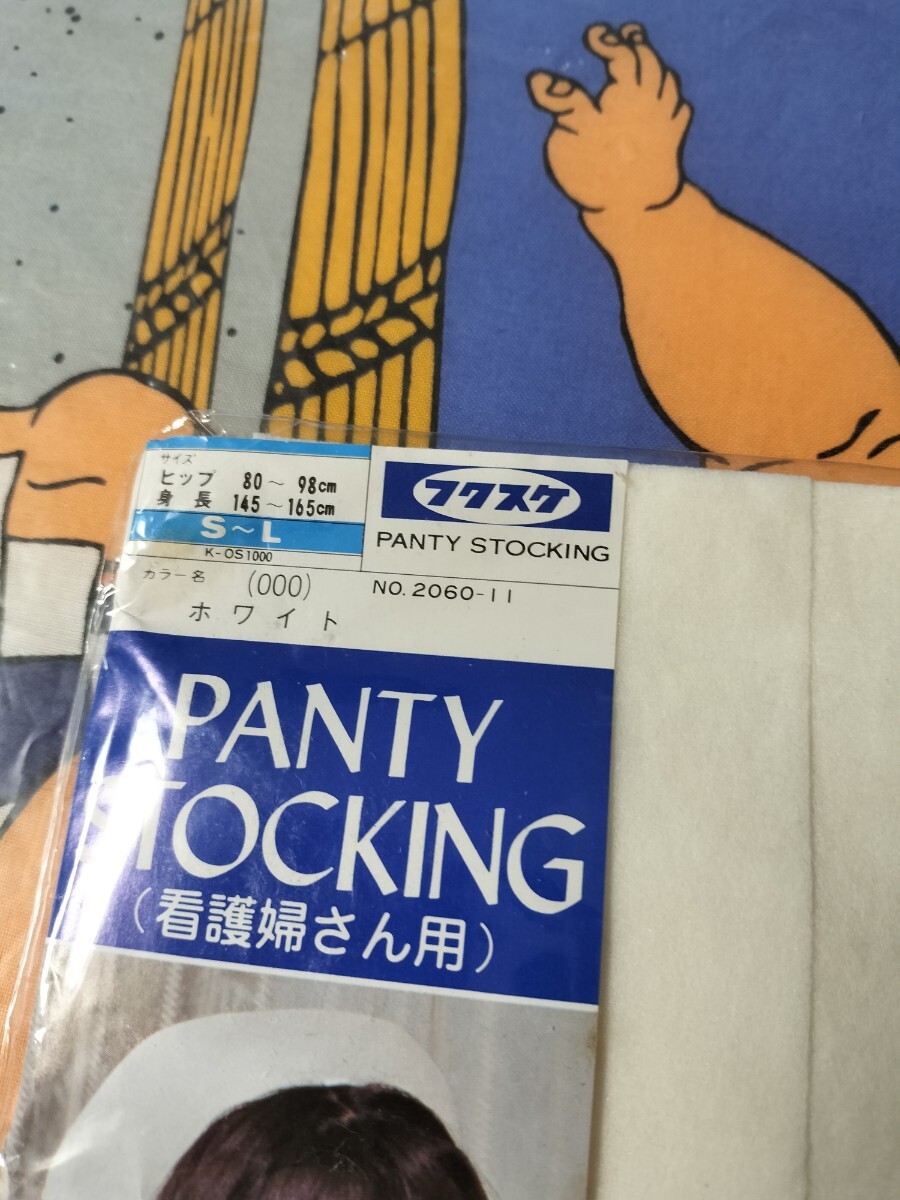 サイズ
ヒップ 80～98cm
身長 145～165cm
S～L
K-OS1000
フクスケ
PANTY STOCKING
カラー名 (000)
ホワイト
NO.2060-11
PANTY
STOCKING
(看護婦さん用)